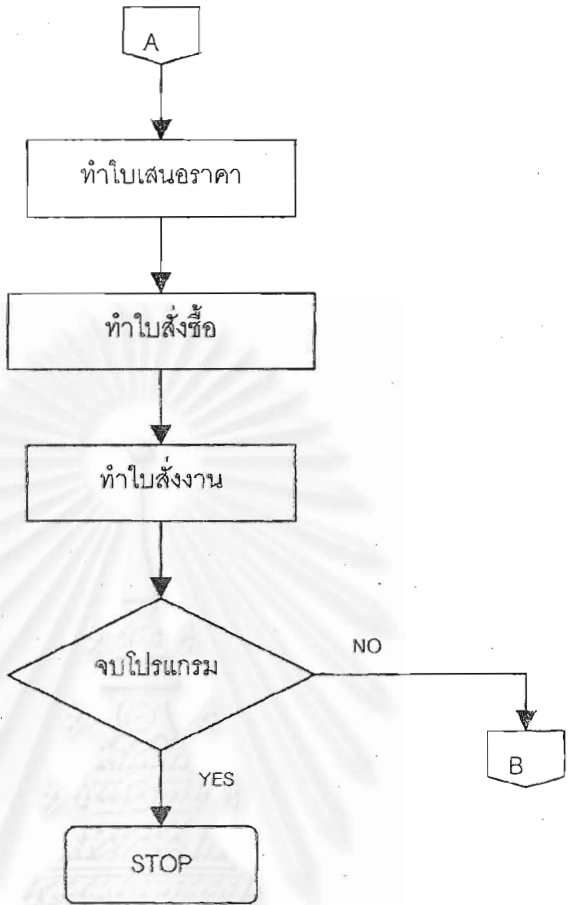 A
ทำใบเสนอราคา
ทำใบสั่งซื้อ
ทำใบสั่งงาน
จบโปรแกรม
NO
B
YES
STOP